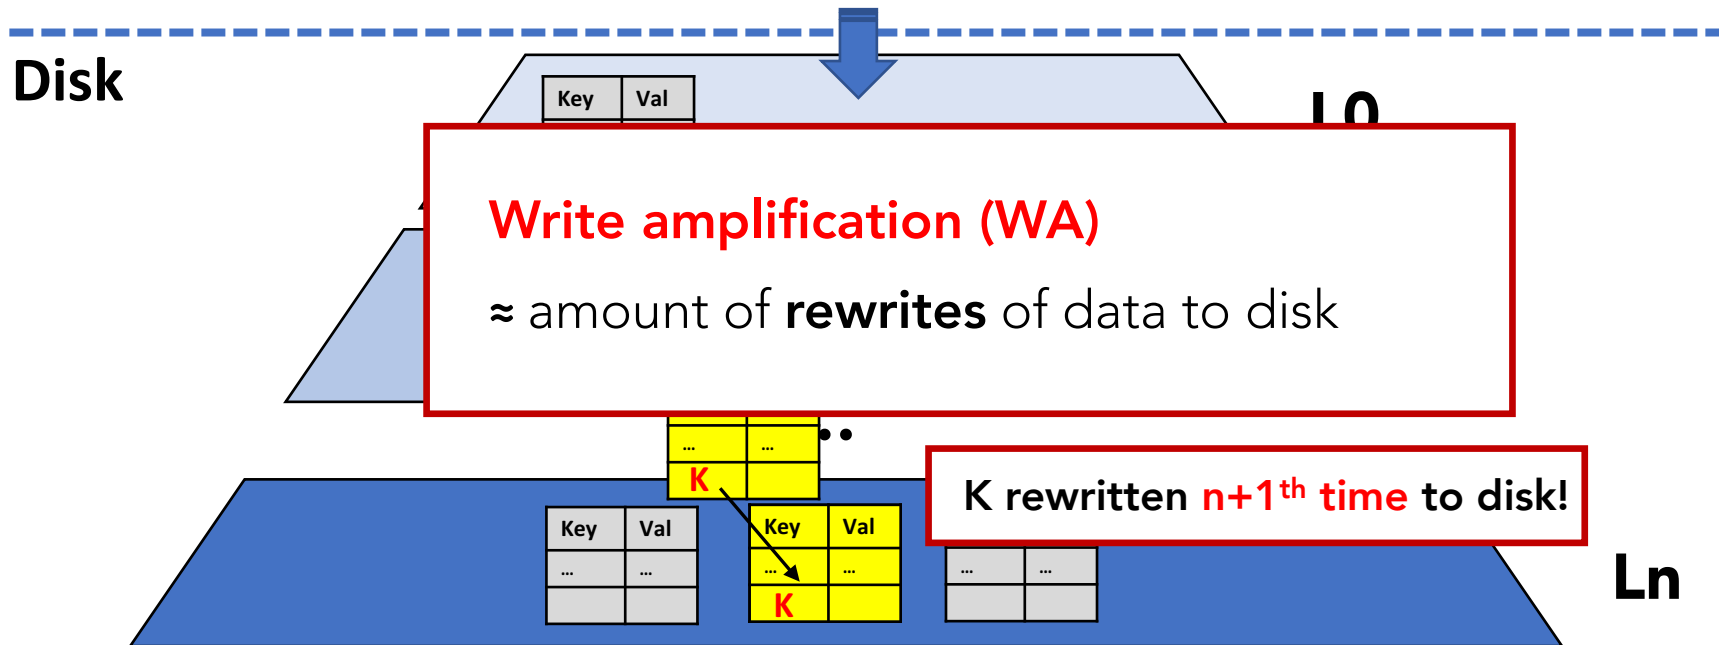 Disk
Key Val
L0
Write amplification (WA)
≈ amount of rewrites of data to disk
... ...
..
K
K rewritten n+1th time to disk!
Key Val
Key Val
... ...
... ...
... ...
K
Ln